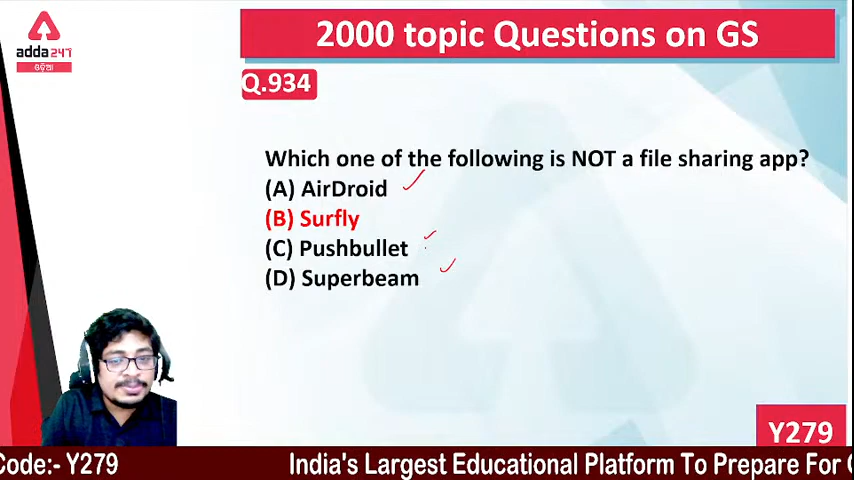 2000 topic Questions on GS
adda247
ଓଡ଼ିଆ
Q.934
Which one of the following is NOT a file sharing app?
(A) AirDroid
(B) Surfly
(C) Pushbullet
(D) Superbeam
Y279
Code:- Y279 India's Largest Educational Platform To Prepare For